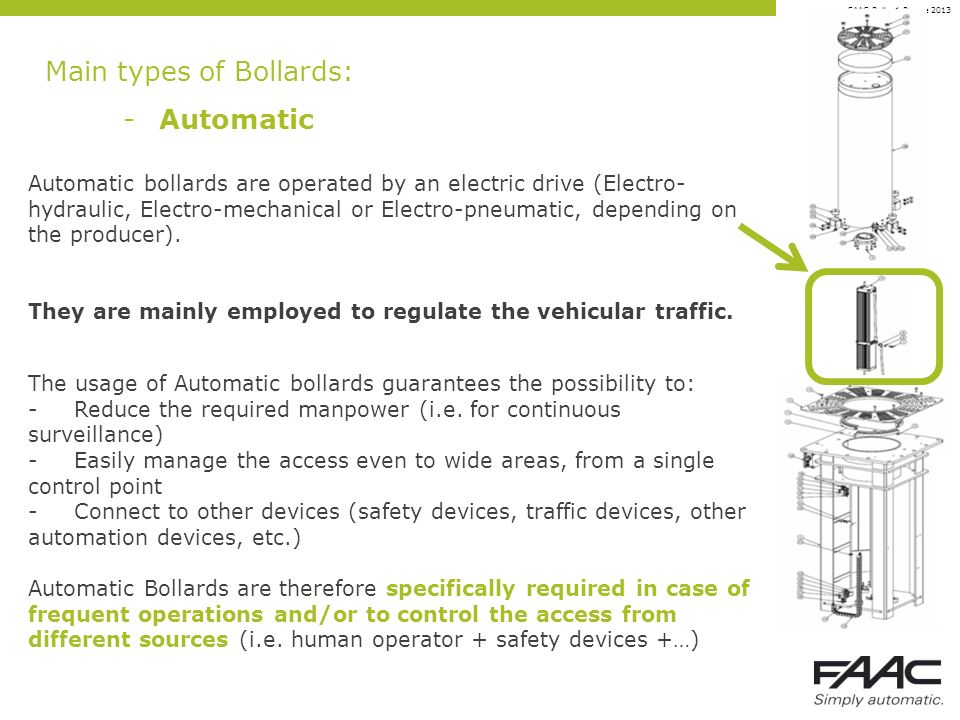 2013
Main types of Bollards:
- Automatic
Automatic bollards are operated by an electric drive (Electro-
hydraulic, Electro-mechanical or Electro-pneumatic, depending on
the producer).
They are mainly employed to regulate the vehicular traffic.
The usage of Automatic bollards guarantees the possibility to:
- Reduce the required manpower (i.e. for continuous
surveillance)
- Easily manage the access even to wide areas, from a single
control point
- Connect to other devices (safety devices, traffic devices, other
automation devices, etc.)
Automatic Bollards are therefore specifically required in case of
frequent operations and/or to control the access from
different sources (i.e. human operator + safety devices +…)
FAAC
Simply automatic.